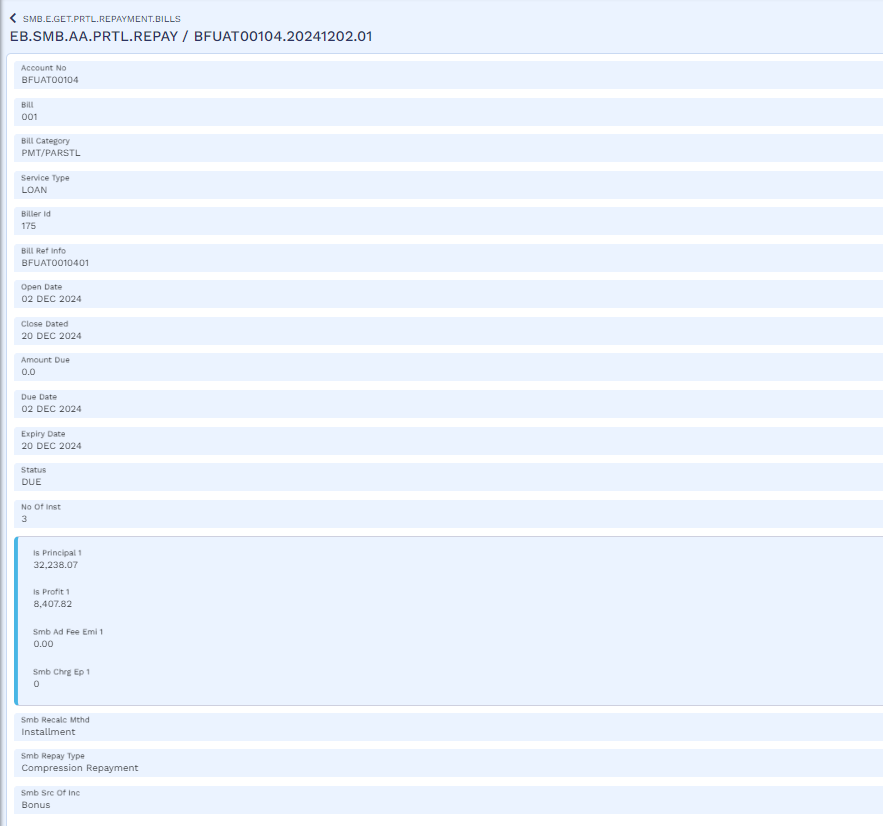 SMB.E.GET.PRTL.REPAYMENT.BILLS
EB.SMB.AA.PRTL.REPAY / BFUAT00104.20241202.01
Account No
BFUAT00104
Bill
001
Bill Category
PMT/PARSTL
Service Type
LOAN
Biller Id
175
Bill Ref Info
BFUAT0010401
Open Date
02 DEC 2024
Close Dated
20 DEC 2024
Amount Due
0.0
Due Date
02 DEC 2024
Expiry Date
20 DEC 2024
Status
DUE
No Of Inst
3
Is Principal 1
32,238.07
Is Profit 1
8,407.82
Smb Ad Fee Emi 1
0.00
Smb Chrg Ep 1
0
Smb Recalc Mthd
Installment
Smb Repay Type
Compression Repayment
Smb Src Of Inc
Bonus